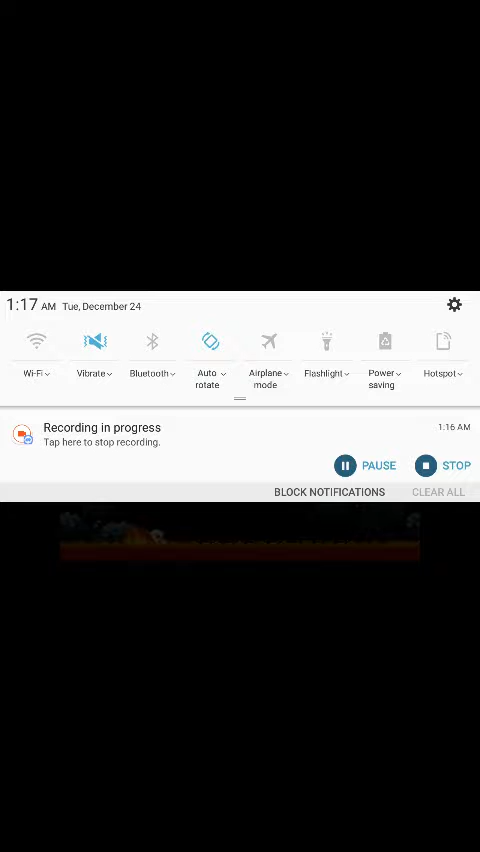 1:17 AM Tue, December 24
Wi-Fi
Vibrate
Bluetooth
Auto rotate
Airplane mode
Flashlight
Power saving
Hotspot
Recording in progress
1:16 AM
Tap here to stop recording.
PAUSE
STOP
BLOCK NOTIFICATIONS
CLEAR ALL